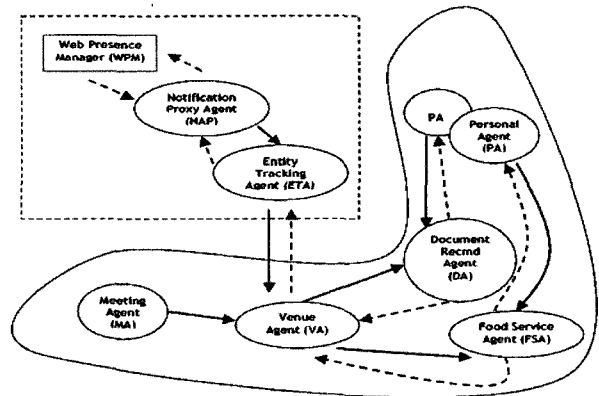 Web Presence
Manager (WPM)
Notification
Proxy Agent
(NAP)
Entity
Tracking
Agent (ETA)
PA
Personal
Agent
(PA)
Document
Recmd
Agent
(DA)
Meeting
Agent
(MA)
Venue
Agent (VA)
Food Service
Agent (FSA)